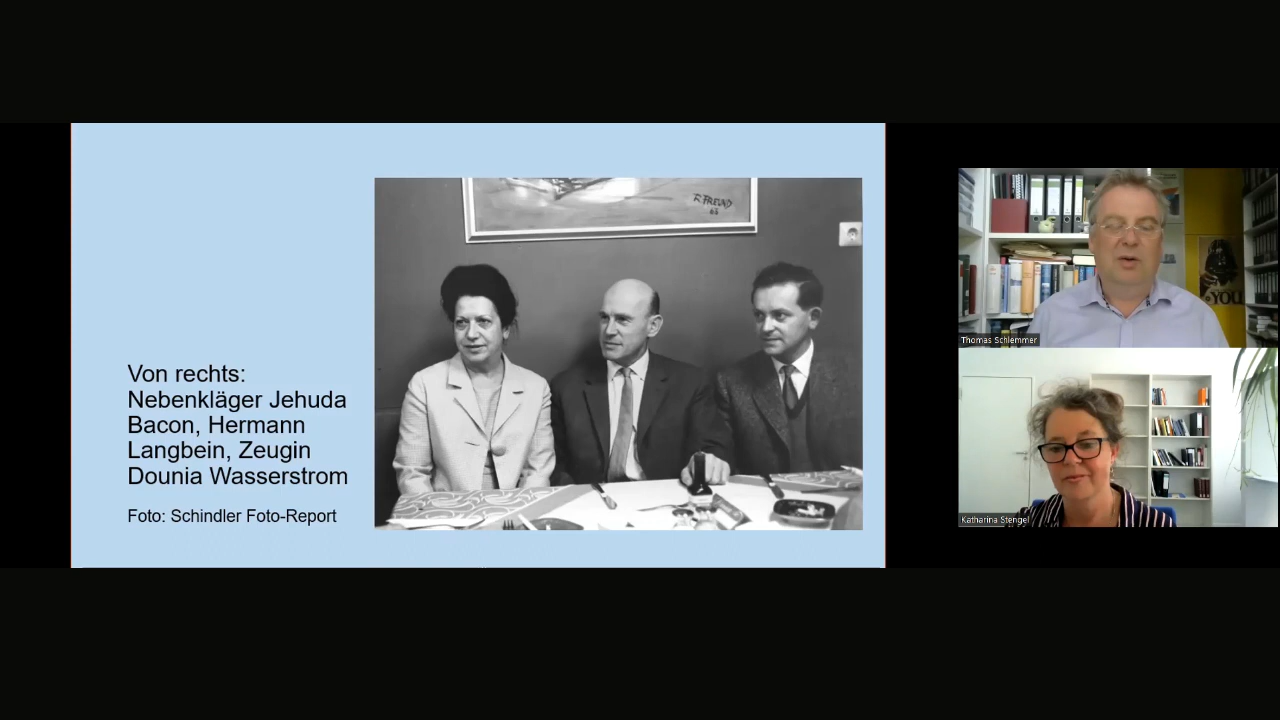 Von rechts:
Nebenkläger Jehuda
Bacon, Hermann
Langbein, Zeugin
Dounia Wasserstrom
Foto: Schindler Foto-Report
R. FREUND
63
YOU
Thomas Schlemmer
Katharina Stengel